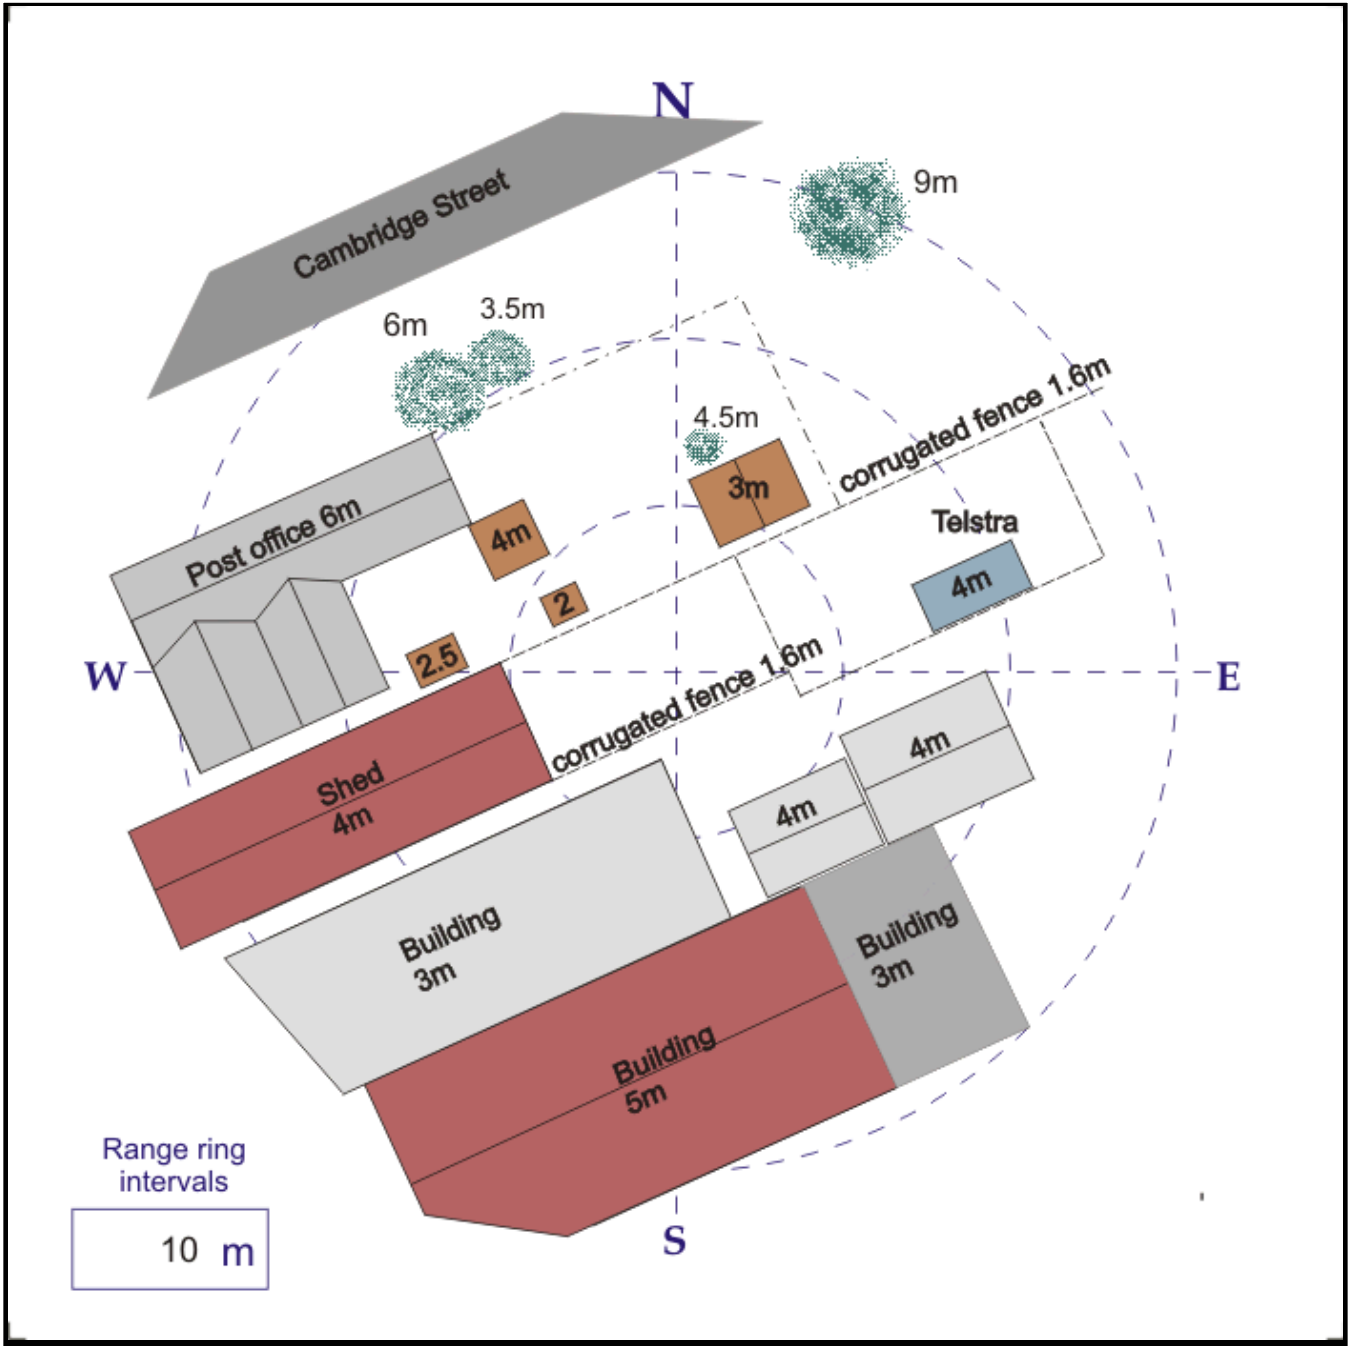 N
Cambridge Street
9m
3.5m
6m
4.5m
corrugated fence 1.6m
3m
Post office 6m
4m
Telstra
4m
2
2.5
W
E
corrugated fence 1.6m
4m
Shed
4m
4m
Building
3m
Building
3m
Building
5m
Range ring
intervals
10 m
S